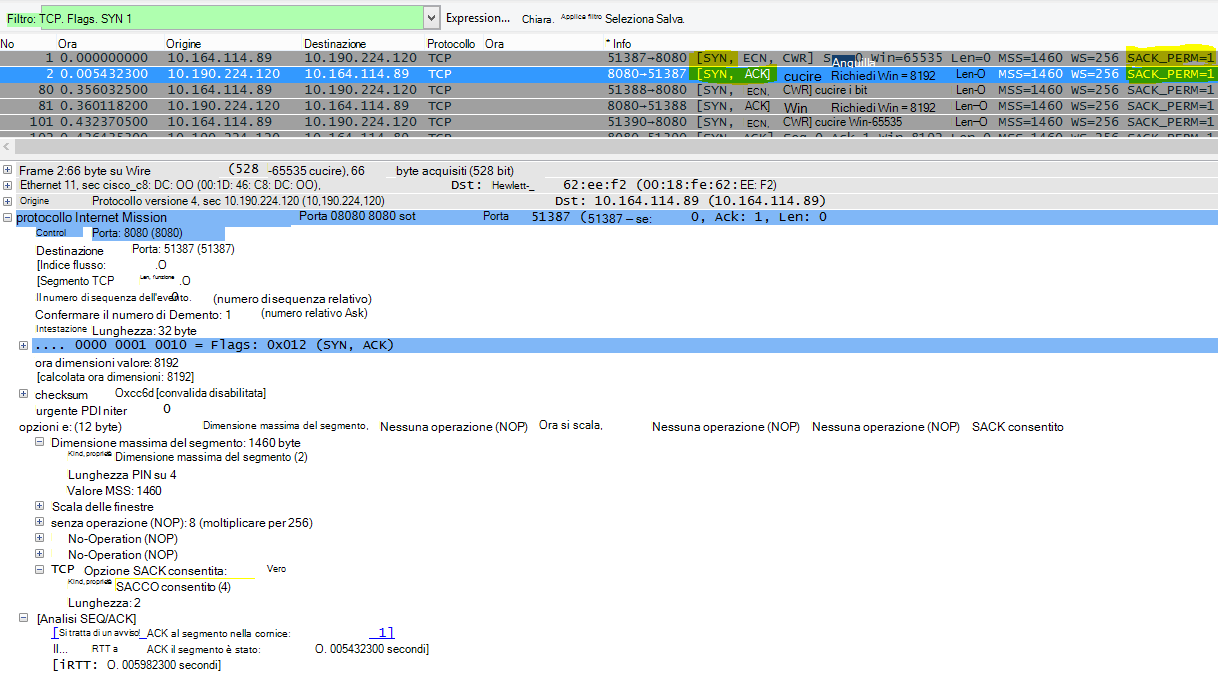 Filtro: TCP. Flags. SYN 1 Expression... Chiara. Applica filtro Seleziona Salva.
No Ora Origine Destinazione Protocollo Ora * Info
1 0.000000000 10.164.114.89 10.190.224.120 TCP 51387→8080 [SYN, ECN, CWR] Anguilla Win=65535 Len=0 MSS=1460 WS=256 SACK_PERM=1
2 0.005432300 10.190.224.120 10.164.114.89 TCP 8080→51387 [SYN, ACK] cucire Richiedi Win = 8192 Len-O MSS=1460 WS=256 SACK_PERM=1
80 0.356032500 10.164.114.89 10.190.224.120 TCP 51388→8080 [SYN, ECN, CWR] cucire i bit Len-O MSS=1460 WS=256 SACK_PERM=1
81 0.360118200 10.190.224.120 10.164.114.89 TCP 8080→51388 [SYN, ACK] Win Richiedi Win = 8192 Len-O MSS=1460 WS=256 SACK_PERM=1
101 0.432370500 10.164.114.89 10.190.224.120 TCP 51390→8080 [SYN, ECN, CWR] cucire Win-65535 Len-O MSS=1460 WS=256 SACK_PERM=1
Frame 2:66 byte su Wire (528 -65535 cucire), 66 byte acquisiti (528 bit)
Ethernet 11, sec cisco_c8: DC: OO (00:1D: 46: C8: DC: OO), Dst: Hewlett-_ 62:ee:f2 (00:18:fe:62: EE: F2)
Origine Protocollo versione 4, sec 10.190.224.120 (10,190,224,120) Dst: 10.164.114.89 (10.164.114.89)
protocollo Internet Mission Porta 08080 8080 sot Porta 51387 (51387 – se: 0, Ack: 1, Len: 0
Control Porta: 8080 (8080)
Destinazione Porta: 51387 (51387)
[Indice flusso: .O
[Segmento TCP Len, funzione .O
Il numero di sequenza dell'evento. 0 (numero di sequenza relativo)
Confermare il numero di Demento: 1 (numero relativo Ask)
Intestazione Lunghezza: 32 byte
.... 0000 0001 0010 = Flags: 0x012 (SYN, ACK)
ora dimensioni valore: 8192
[calcolata ora dimensioni: 8192]
checksum Oxcc6d [convalida disabilitata]
urgente PDI niter 0
opzioni e: (12 byte) Dimensione massima del segmento, Nessuna operazione (NOP) Ora si scala, Nessuna operazione (NOP) Nessuna operazione (NOP) SACK consentito
Dimensione massima del segmento: 1460 byte
Kind, proprietà Dimensione massima del segmento (2)
Lunghezza PIN su 4
Valore MSS: 1460
Scala delle finestre
senza operazione (NOP): 8 (moltiplicare per 256)
No-Operation (NOP)
No-Operation (NOP)
TCP Opzione SACK consentita: Vero
Kind, proprietà SACCO consentito (4)
Lunghezza: 2
[Analisi SEQ/ACK]
[Si tratta di un avviso!_ACK al segmento nella cornice: 1]
Il... RTT a ACK il segmento è stato: O. 005432300 secondi]
[iRTT: O. 005982300 secondi]